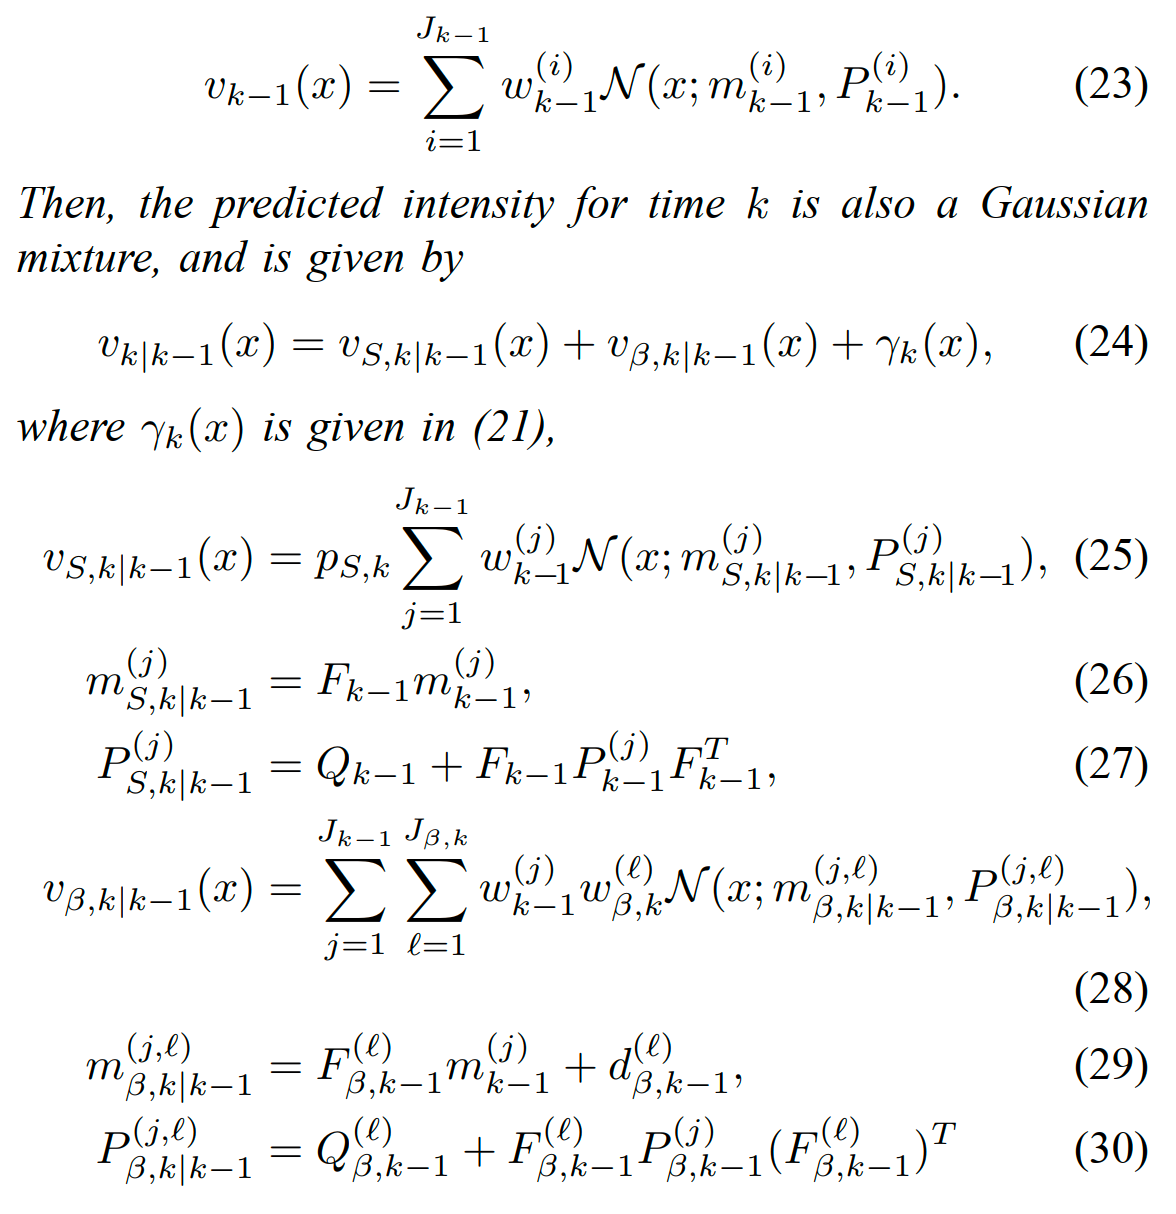 $v_{k-1}(x) = \sum_{i=1}^{J_{k-1}} w_{k-1}^{(i)} \mathcal{N}(x; m_{k-1}^{(i)}, P_{k-1}^{(i)}).$ (23)
Then, the predicted intensity for time k is also a Gaussian
mixture, and is given by
$v_{k|k-1}(x) = v_{S,k|k-1}(x) + v_{\beta,k|k-1}(x) + \gamma_k(x),$ (24)
where $\gamma_k(x)$ is given in (21),
$v_{S,k|k-1}(x) = p_{S,k} \sum_{j=1}^{J_{k-1}} w_{k-1}^{(j)} \mathcal{N}(x; m_{S,k|k-1}^{(j)}, P_{S,k|k-1}^{(j)}),$ (25)
$m_{S,k|k-1}^{(j)} = F_{k-1} m_{k-1}^{(j)},$ (26)
$P_{S,k|k-1}^{(j)} = Q_{k-1} + F_{k-1} P_{k-1}^{(j)} F_{k-1}^T,$ (27)
$v_{\beta,k|k-1}(x) = \sum_{j=1}^{J_{k-1}} \sum_{\ell=1}^{J_{\beta,k}} w_{k-1}^{(j)} w_{\beta,k}^{(\ell)} \mathcal{N}(x; m_{\beta,k|k-1}^{(j,\ell)}, P_{\beta,k|k-1}^{(j,\ell)}),$
(28)
$m_{\beta,k|k-1}^{(j,\ell)} = F_{\beta,k-1}^{(\ell)} m_{k-1}^{(j)} + d_{\beta,k-1}^{(\ell)},$ (29)
$P_{\beta,k|k-1}^{(j,\ell)} = Q_{\beta,k-1}^{(\ell)} + F_{\beta,k-1}^{(\ell)} P_{\beta,k-1}^{(j)} (F_{\beta,k-1}^{(\ell)})^T$ (30)